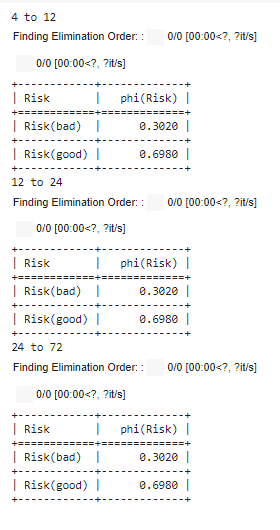 4 to 12
Finding Elimination Order: : 0/0 [00:00<?, ?it/s]
0/0 [00:00<?, ?it/s]
+------------+-------------+
| Risk       |   phi(Risk) |
+============+=============+
| Risk(bad)  |      0.3020 |
+------------+-------------+
| Risk(good) |      0.6980 |
+------------+-------------+
12 to 24
Finding Elimination Order: : 0/0 [00:00<?, ?it/s]
0/0 [00:00<?, ?it/s]
+------------+-------------+
| Risk       |   phi(Risk) |
+============+=============+
| Risk(bad)  |      0.3020 |
+------------+-------------+
| Risk(good) |      0.6980 |
+------------+-------------+
24 to 72
Finding Elimination Order: : 0/0 [00:00<?, ?it/s]
0/0 [00:00<?, ?it/s]
+------------+-------------+
| Risk       |   phi(Risk) |
+============+=============+
| Risk(bad)  |      0.3020 |
+------------+-------------+
| Risk(good) |      0.6980 |
+------------+-------------+